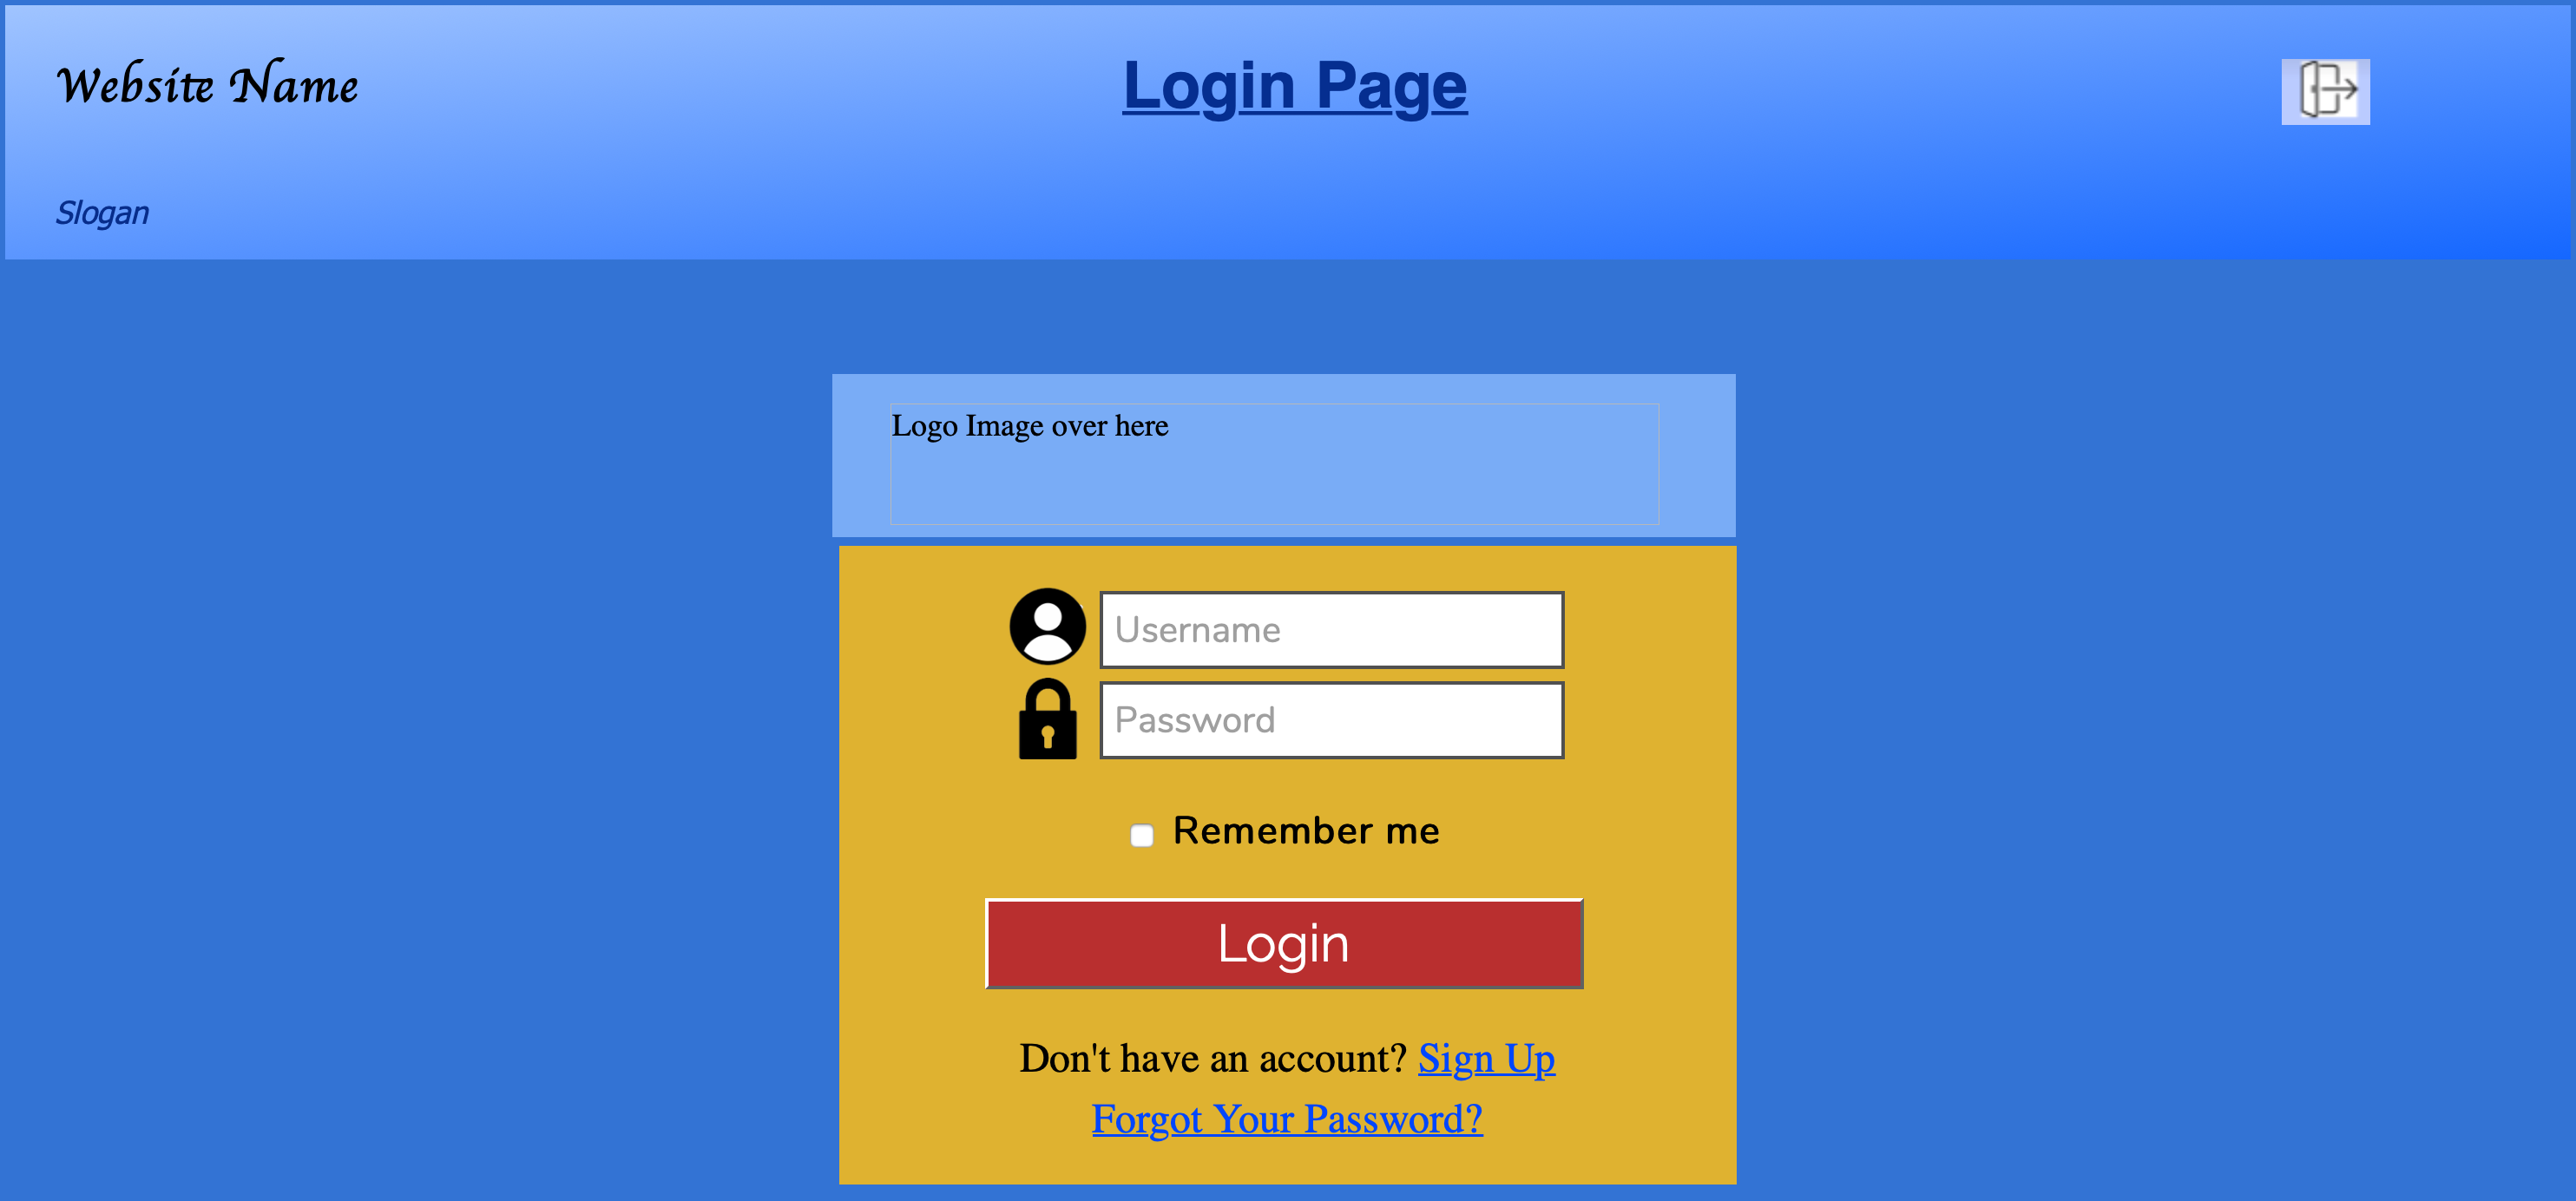 Website Name
Login Page
Slogan
Logo Image over here
Username
Password
Remember me
Login
Don't have an account? Sign Up
Forgot Your Password?